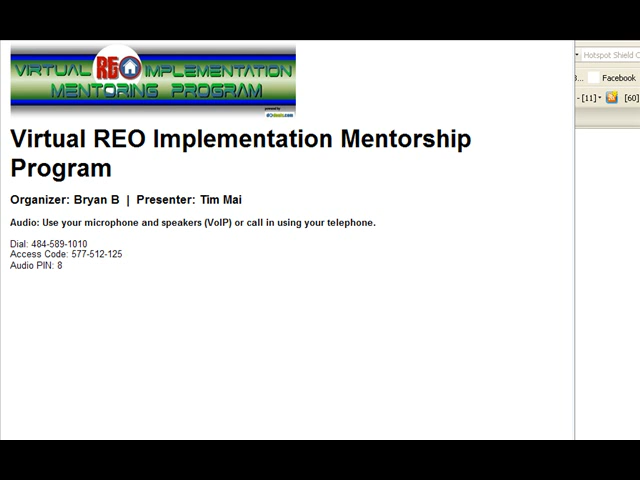 VIRTUAL REO IMPLEMENTATION
MENTORING PROGRAM
powered by
Virtual REO Implementation Mentorship
Program
Organizer: Bryan B | Presenter: Tim Mai
Audio: Use your microphone and speakers (VoIP) or call in using your telephone.
Dial: 484-589-1010
Access Code: 577-512-125
Audio PIN: 8
Hotspot Shield C
Facebook
[11]
[60]